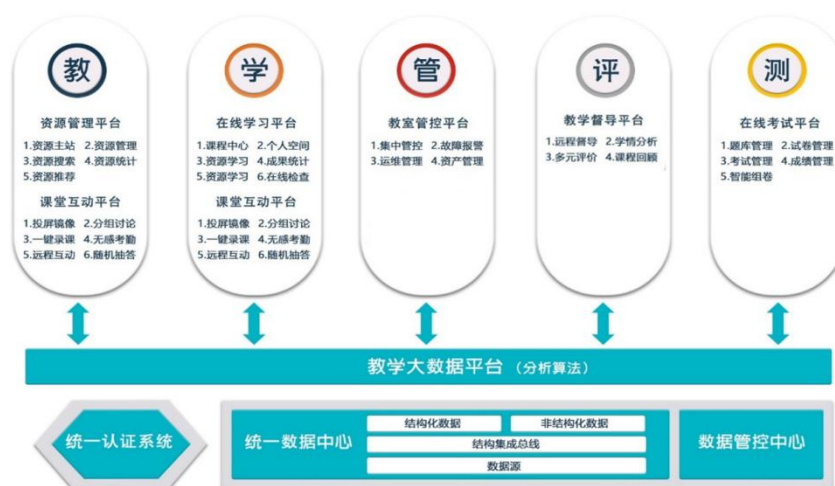 教
资源管理平台
1.资源主站 2.资源管理
3.资源搜索 4.资源统计
5.资源推荐
课堂互动平台
1.投屏镜像 2.分组讨论
3.一键录课 4.无感考勤
5.远程互动 6.随机抽答
学
在线学习平台
1.课程中心 2.个人空间
3.资源学习 4.成果统计
5.资源学习 6.在线检查
课堂互动平台
1.投屏镜像 2.分组讨论
3.一键录课 4.无感考勤
5.远程互动 6.随机抽答
管
教室管控平台
1.集中管控 2.故障报警
3.运维管理 4.资产管理
评
教学督导平台
1.远程督导 2.学情分析
3.多元评价 4.课程回顾
测
在线考试平台
1.题库管理 2.试卷管理
3.考试管理 4.成绩管理
5.智能组卷
教学大数据平台（分析算法）
统一认证系统
统一数据中心
结构化数据 非结构化数据
结构集成总线
数据源
数据管控中心